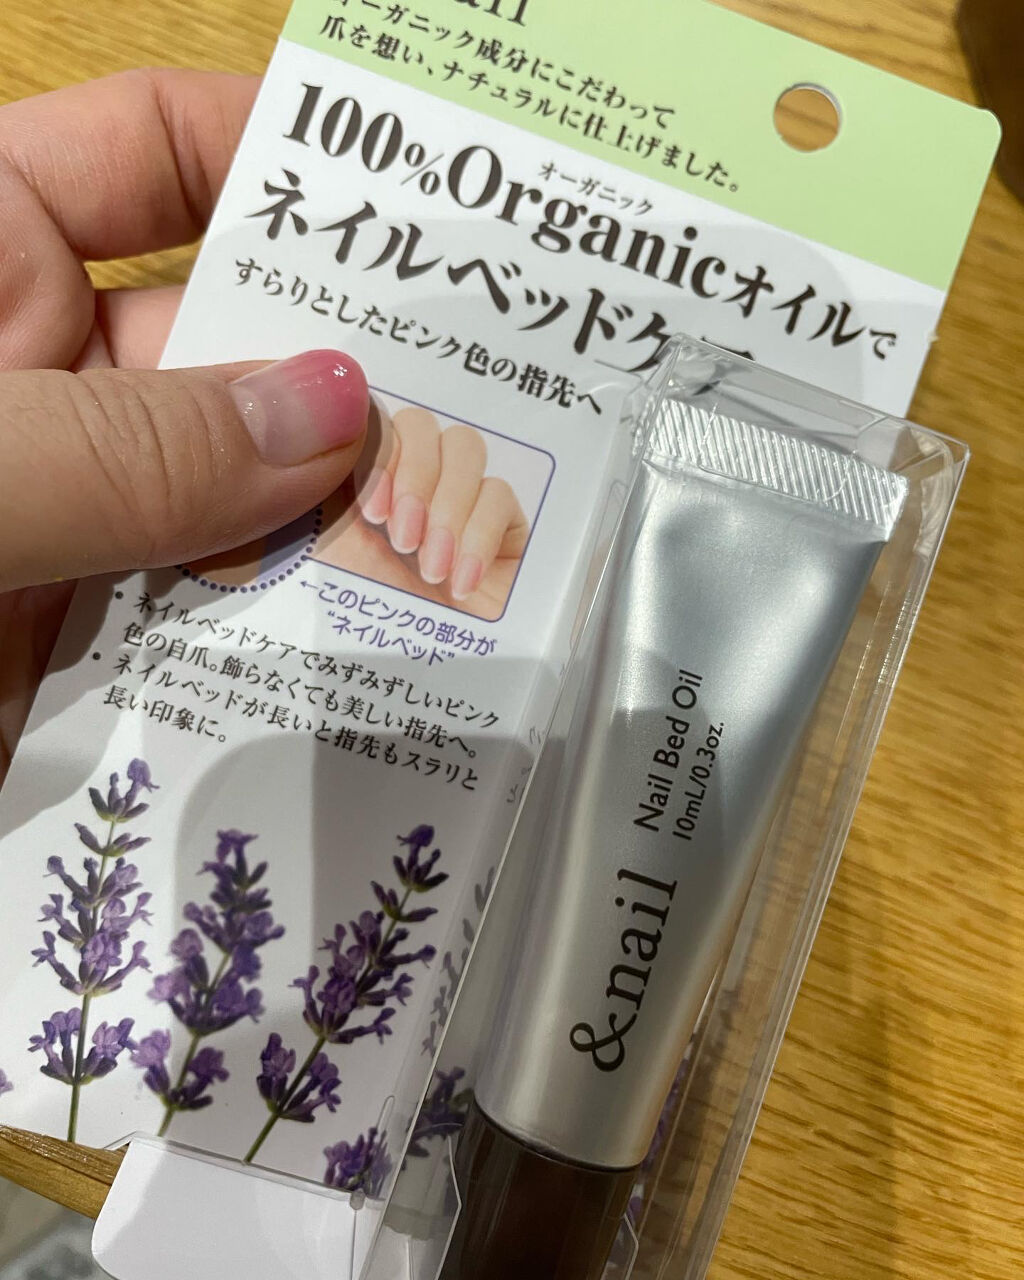 オーガニック成分にこだわって
爪を想い、ナチュラルに仕上げました。
オーガニック
100%Organicオイルで
ネイルベッドケア
すらりとしたピンク色の指先へ
←このピンクの部分が
"ネイルベッド"
• ネイルベッドケアでみずみずしいピンク
色の自爪。飾らなくても美しい指先へ。
• ネイルベッドが長いと指先もスラリと
長い印象に。
&nail
Nail Bed Oil
10mL/0.3oz.